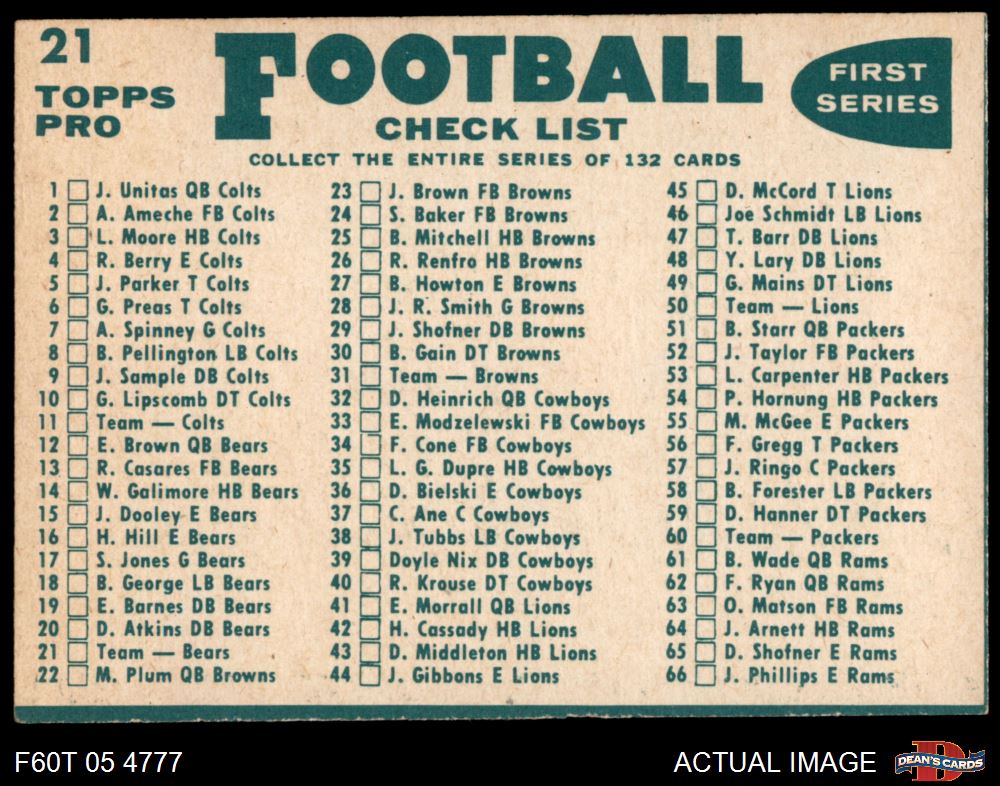 21
TOPPS
PRO
FOOTBALL
CHECK LIST
FIRST
SERIES
COLLECT THE ENTIRE SERIES OF 132 CARDS
1 J. Unitas QB Colts
2 A. Ameche FB Colts
3 L. Moore HB Colts
4 R. Berry E Colts
5 J. Parker T Colts
6 G. Preas T Colts
7 A. Spinney G Colts
8 B. Pellington LB Colts
9 J. Sample DB Colts
10 G. Lipscomb DT Colts
11 Team — Colts
12 E. Brown QB Bears
13 R. Casares FB Bears
14 W. Galimore HB Bears
15 J. Dooley E Bears
16 H. Hill E Bears
17 S. Jones G Bears
18 B. George LB Bears
19 E. Barnes DB Bears
20 D. Atkins DB Bears
21 Team — Bears
22 M. Plum QB Browns
23 J. Brown FB Browns
24 S. Baker FB Browns
25 B. Mitchell HB Browns
26 R. Renfro HB Browns
27 B. Howton E Browns
28 J. R. Smith G Browns
29 J. Shofner DB Browns
30 B. Gain DT Browns
31 Team — Browns
32 D. Heinrich QB Cowboys
33 E. Modzelewski FB Cowboys
34 F. Cone FB Cowboys
35 L. G. Dupre HB Cowboys
36 D. Bielski E Cowboys
37 C. Ane C Cowboys
38 J. Tubbs LB Cowboys
39 Doyle Nix DB Cowboys
40 R. Krouse DT Cowboys
41 E. Morrall QB Lions
42 H. Cassady HB Lions
43 D. Middleton HB Lions
44 J. Gibbons E Lions
45 D. McCord T Lions
46 Joe Schmidt LB Lions
47 T. Barr DB Lions
48 Y. Lary DB Lions
49 G. Mains DT Lions
50 Team — Lions
51 B. Starr QB Packers
52 J. Taylor FB Packers
53 L. Carpenter HB Packers
54 P. Hornung HB Packers
55 M. McGee E Packers
56 F. Gregg T Packers
57 J. Ringo C Packers
58 B. Forester LB Packers
59 D. Hanner DT Packers
60 Team — Packers
61 B. Wade QB Rams
62 F. Ryan QB Rams
63 O. Matson FB Rams
64 J. Arnett HB Rams
65 D. Shofner E Rams
66 J. Phillips E Rams
F60T 05 4777
ACTUAL IMAGE
D
DEAN'S CARDS